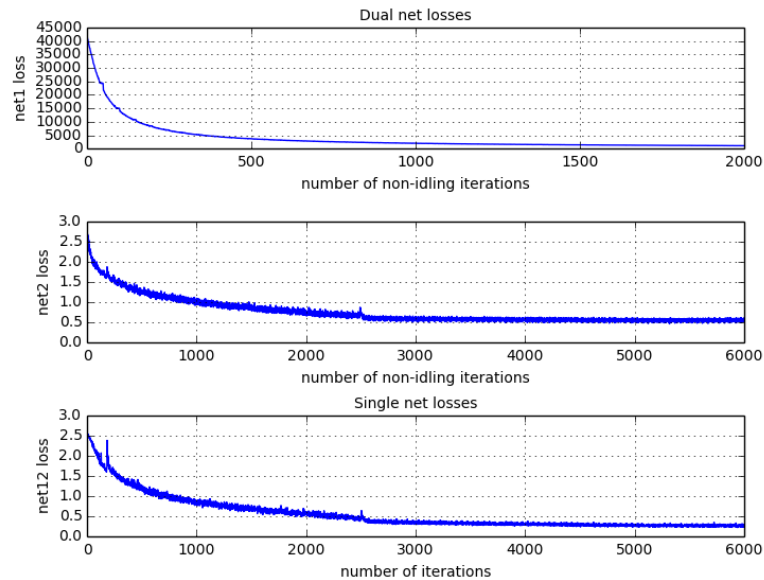 Dual net losses
net1 loss
45000
40000
35000
30000
25000
20000
15000
10000
5000
0
0 500 1000 1500 2000
number of non-idling iterations
net2 loss
3.0
2.5
2.0
1.5
1.0
0.5
0.0
0 1000 2000 3000 4000 5000 6000
number of non-idling iterations
Single net losses
net12 loss
3.0
2.5
2.0
1.5
1.0
0.5
0.0
0 1000 2000 3000 4000 5000 6000
number of iterations